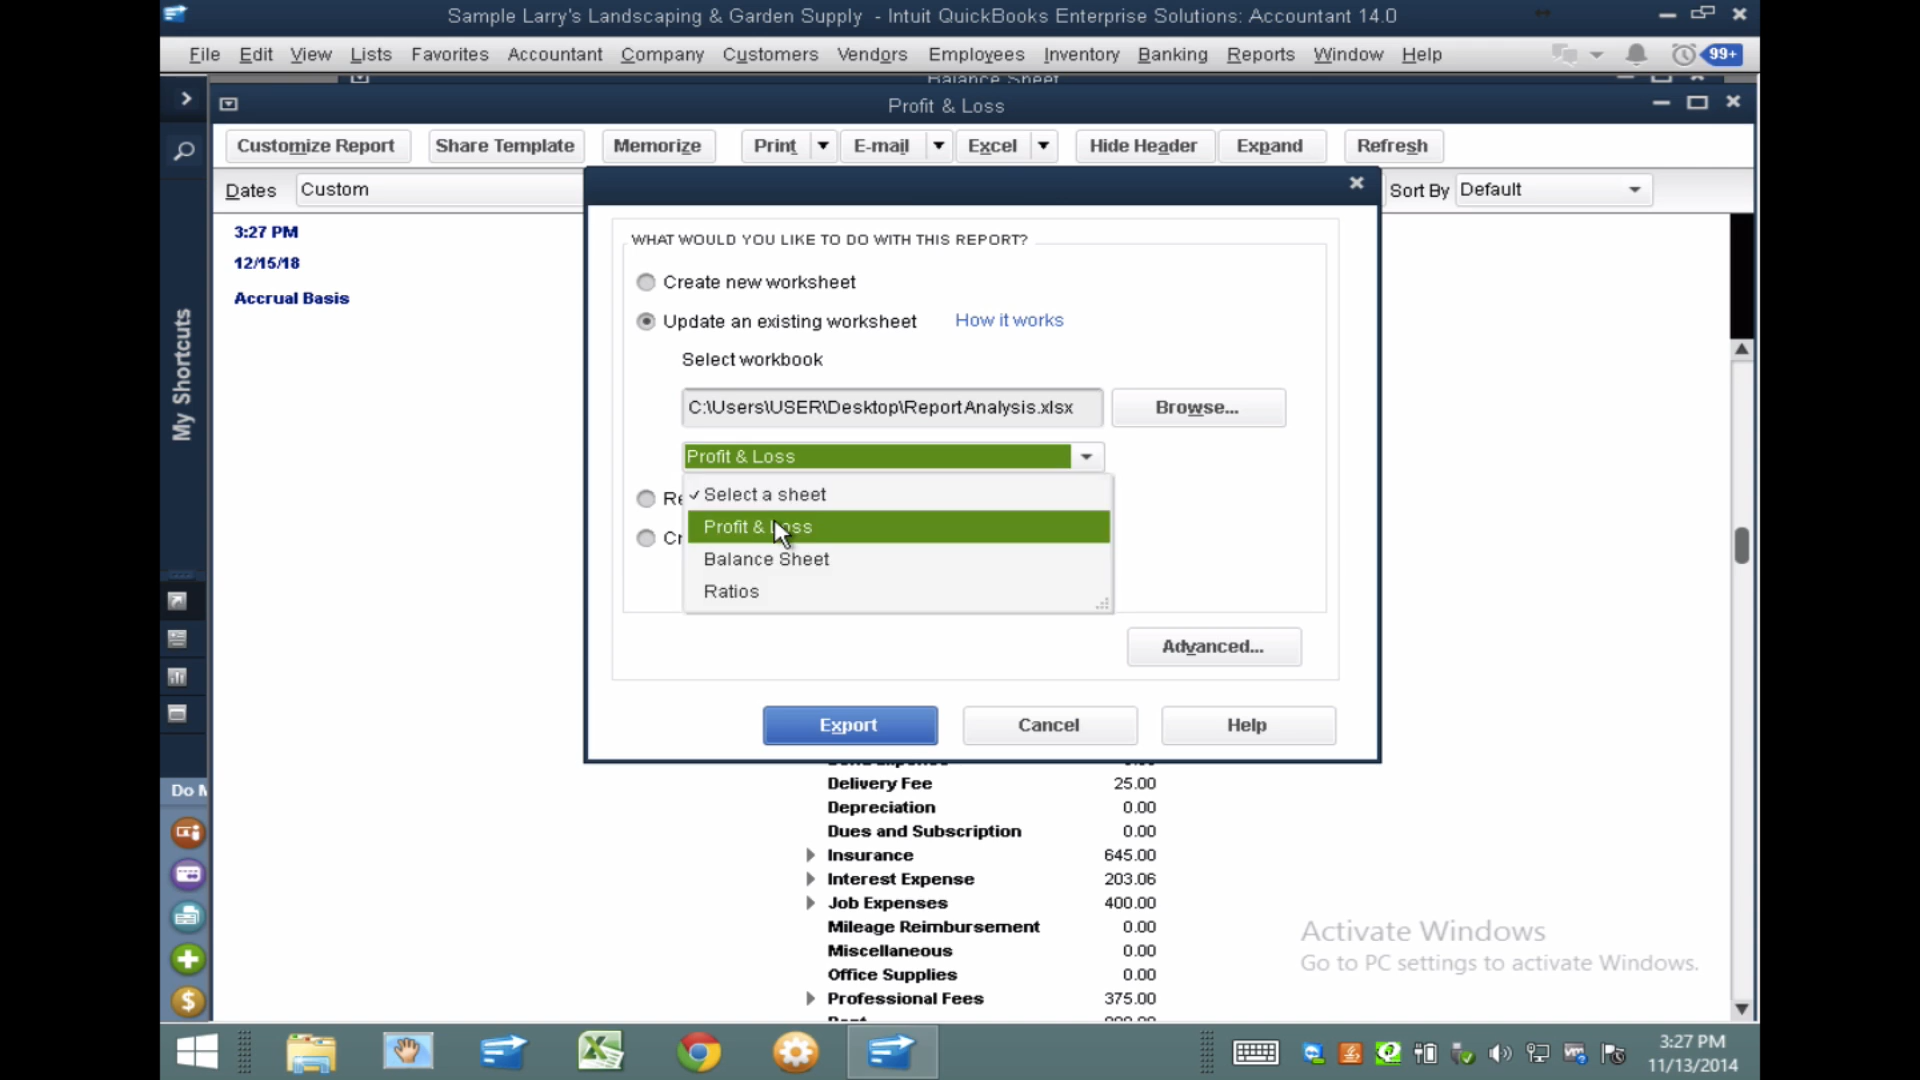 Sample Larry's Landscaping & Garden Supply - Intuit QuickBooks Enterprise Solutions: Accountant 14.0
File Edit View Lists Favorites Accountant Company Customers Vendors Employees Inventory Banking Reports Window Help
99+
Balance Sheet
Profit & Loss
Customize Report Share Template Memorize Print E-mail Excel Hide Header Expand Refresh
Dates Custom Sort By Default
3:27 PM
12/15/18
Accrual Basis
My Shortcuts
WHAT WOULD YOU LIKE TO DO WITH THIS REPORT?
Create new worksheet
Update an existing worksheet How it works
Select workbook
C:\Users\USER\Desktop\ReportAnalysis.xlsx Browse...
Profit & Loss
Select a sheet
Profit & Loss
Balance Sheet
Ratios
Advanced...
Export Cancel Help
Delivery Fee 25.00
Depreciation 0.00
Dues and Subscription 0.00
Insurance 645.00
Interest Expense 203.06
Job Expenses 400.00
Mileage Reimbursement 0.00
Miscellaneous 0.00
Office Supplies 0.00
Professional Fees 375.00
Do
Activate Windows
Go to PC settings to activate Windows.
3:27 PM
11/13/2014